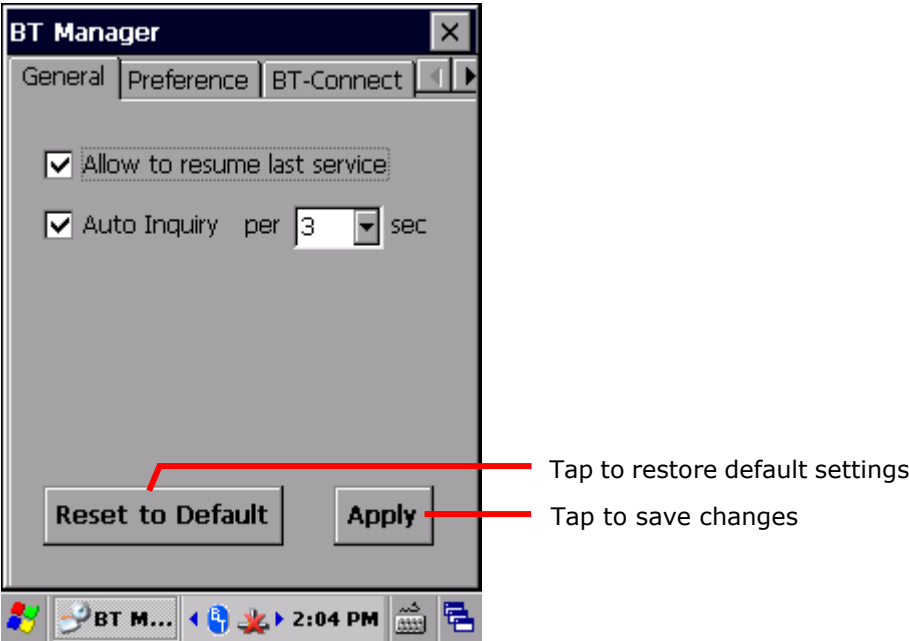 BT Manager
General Preference BT-Connect
Allow to resume last service
Auto Inquiry per 3 sec
Tap to restore default settings
Reset to Default Apply Tap to save changes
BT M... 2:04 PM